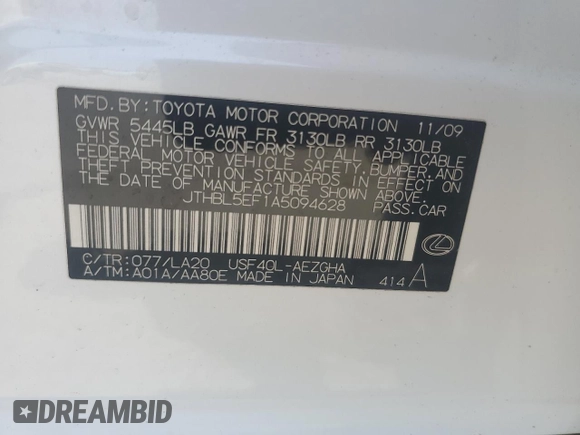 MFD.BY:TOYOTA MOTOR CORPORATION 11/09
GVWR 5445LB GAWR FR 3130LB RR 3130LB
THIS VEHICLE CONFORMS TO ALL APPLICABLE
FEDERAL MOTOR VEHICLE SAFETY,BUMPER,AND
THEFT PREVENTION STANDARDS IN EFFECT ON
THE DATE OF MANUFACTURE SHOWN ABOVE.
JTHBL5EF1A5094628 PASS.CAR
C/TR:077/LA20 USF40L-AEZGHA
A/TM:A01A/AA80E MADE IN JAPAN 414 A
DREAMBID